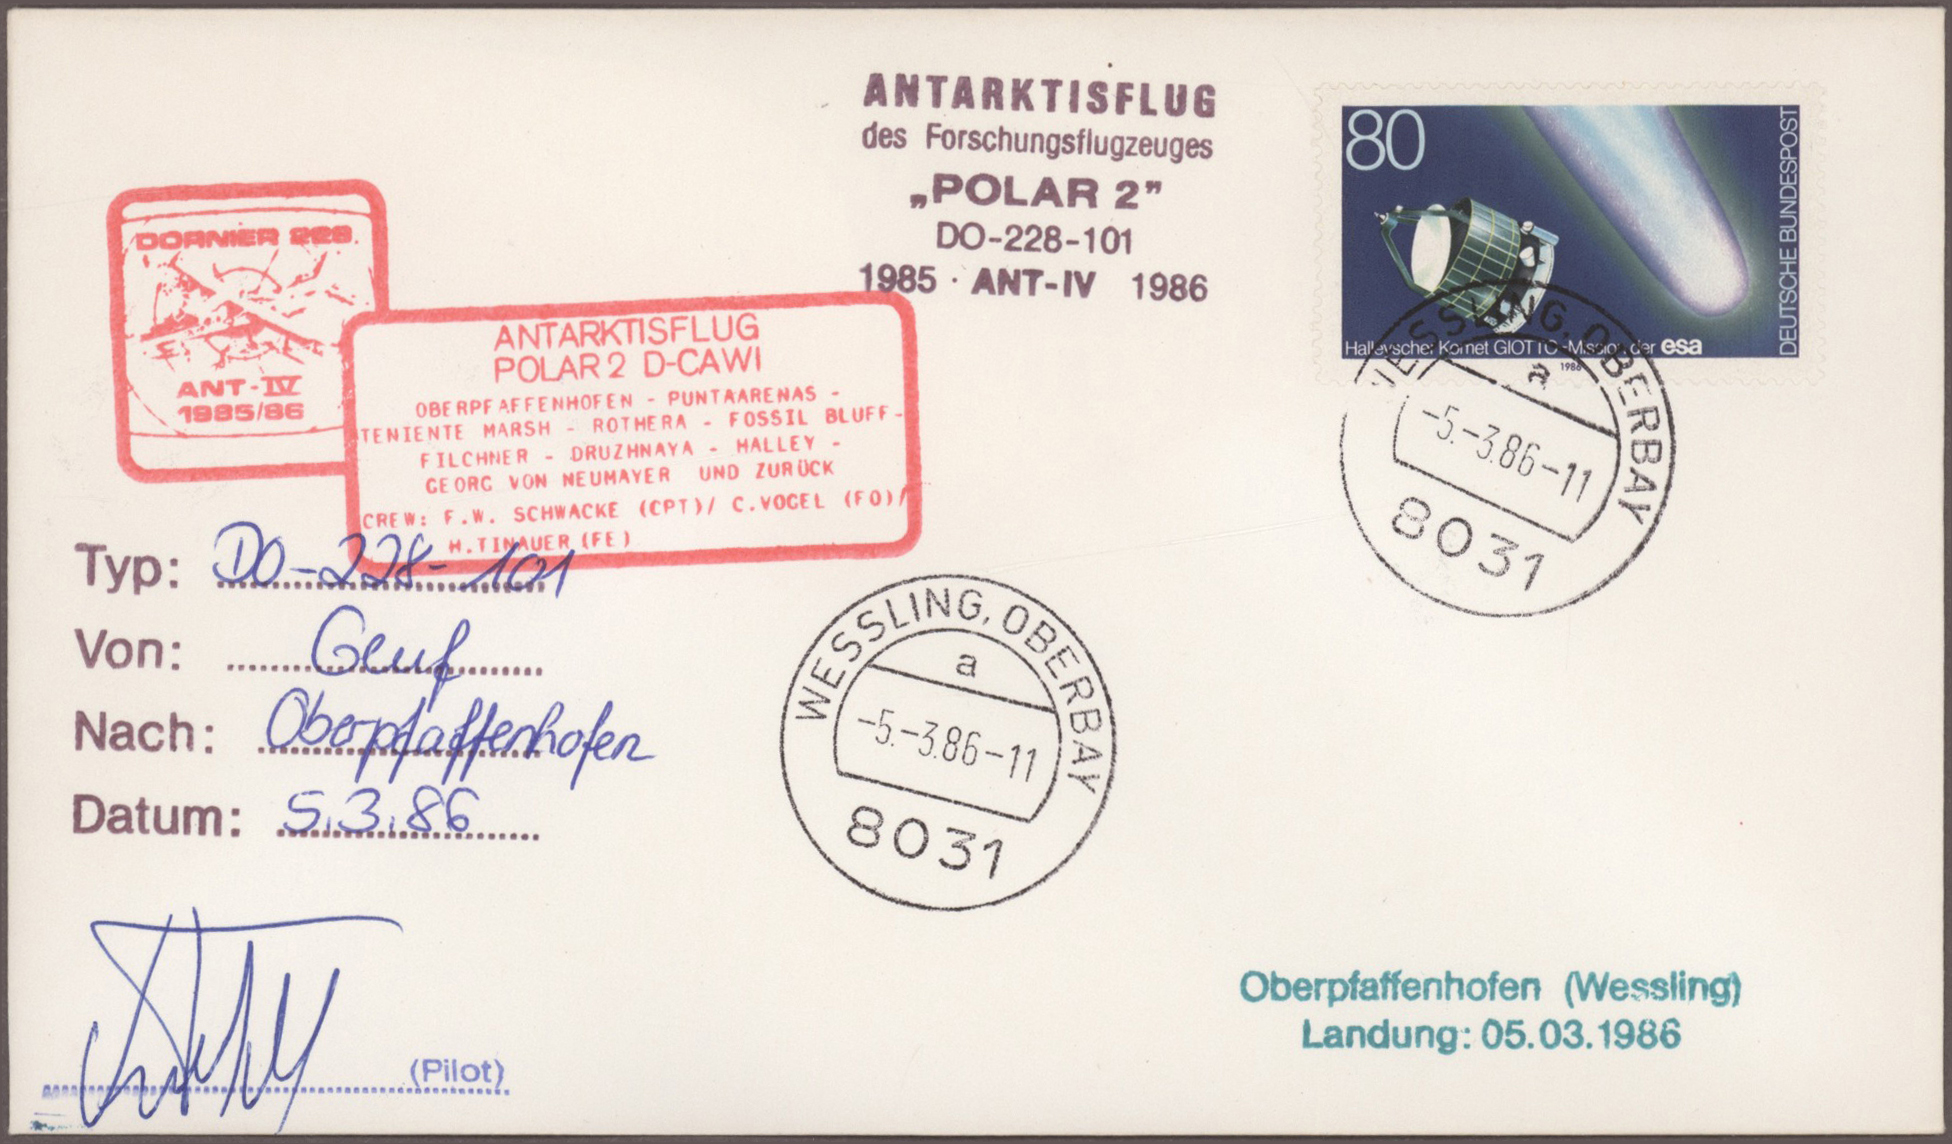 ANTARKTISFLUG
des Forschungsflugzeuges
„POLAR 2”
DO-228-101
1985 · ANT-IV 1986
80
DEUTSCHE BUNDESPOST
Halleyscher Komet GIOTTO-Mission der esa
1986
DORNIER 228
ANT-IV
1985/86
ANTARKTISFLUG
POLAR 2 D-CAWI
OBERPFAFFENHOFEN - PUNTAARENAS -
TENIENTE MARSH - ROTHERA - FOSSIL BLUFF-
FILCHNER - DRUZHNAYA - HALLEY -
GEORG VON NEUMAYER UND ZURÜCK
CREW: F.W. SCHWACKE (CPT)/ C.VOGEL (FO)/
H.TINAUER (FE)
WESSLING, OBERBAY
a
-5.-3.86-11
8031
Typ: DO-228-101
Von: Genf
Nach: Oberpfaffenhofen
Datum: 5.3.86
WESSLING, OBERBAY
a
-5.-3.86-11
8031
(Pilot)
Oberpfaffenhofen (Wessling)
Landung: 05.03.1986